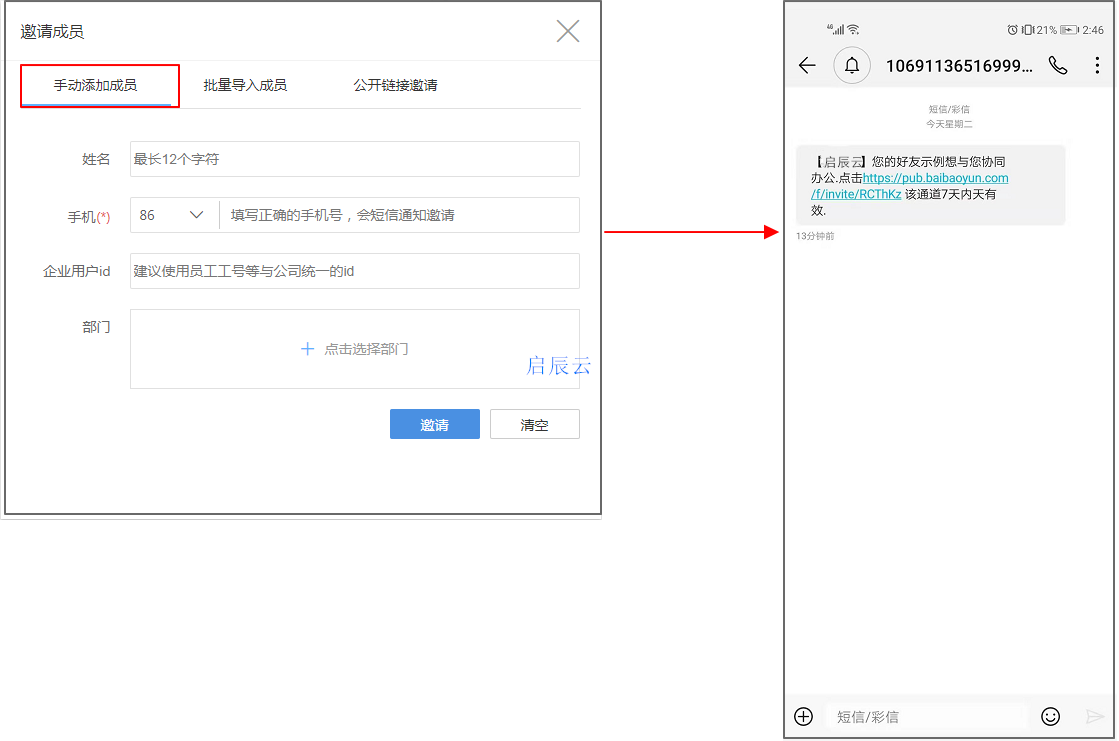 邀请成员
手动添加成员 批量导入成员 公开链接邀请
姓名 最长12个字符
手机(*) 86 填写正确的手机号，会短信通知邀请
企业用户id 建议使用员工工号等与公司统一的id
部门
点击选择部门
启辰云
邀请 清空
4G 21% 2:46
10691136516999...
短信/彩信
今天星期二
【启辰云】您的好友示例想与您协同
办公.点击https://pub.baibaoyun.com
/f/invite/RCThKz 该通道7天内天有
效.
13分钟前
短信/彩信